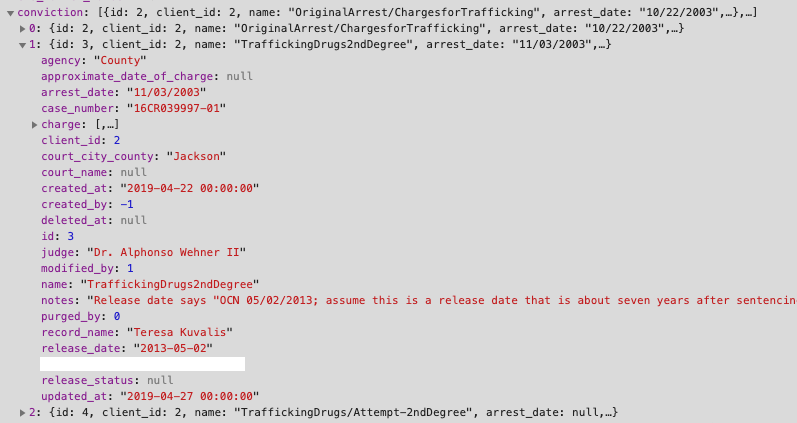 conviction: [{id: 2, client_id: 2, name: "OriginalArrest/ChargesforTrafficking", arrest_date: "10/22/2003",…},…]
0: {id: 2, client_id: 2, name: "OriginalArrest/ChargesforTrafficking", arrest_date: "10/22/2003",…}
1: {id: 3, client_id: 2, name: "TraffickingDrugs2ndDegree", arrest_date: "11/03/2003",…}
agency: "County"
approximate_date_of_charge: null
arrest_date: "11/03/2003"
case_number: "16CR039997-01"
charge: [,…]
client_id: 2
court_city_county: "Jackson"
court_name: null
created_at: "2019-04-22 00:00:00"
created_by: -1
deleted_at: null
id: 3
judge: "Dr. Alphonso Wehner II"
modified_by: 1
name: "TraffickingDrugs2ndDegree"
notes: "Release date says "OCN 05/02/2013; assume this is a release date that is about seven years after sentencin
purged_by: 0
record_name: "Teresa Kuvalis"
release_date: "2013-05-02"
release_status: null
updated_at: "2019-04-27 00:00:00"
2: {id: 4, client_id: 2, name: "TraffickingDrugs/Attempt-2ndDegree", arrest_date: null,…}